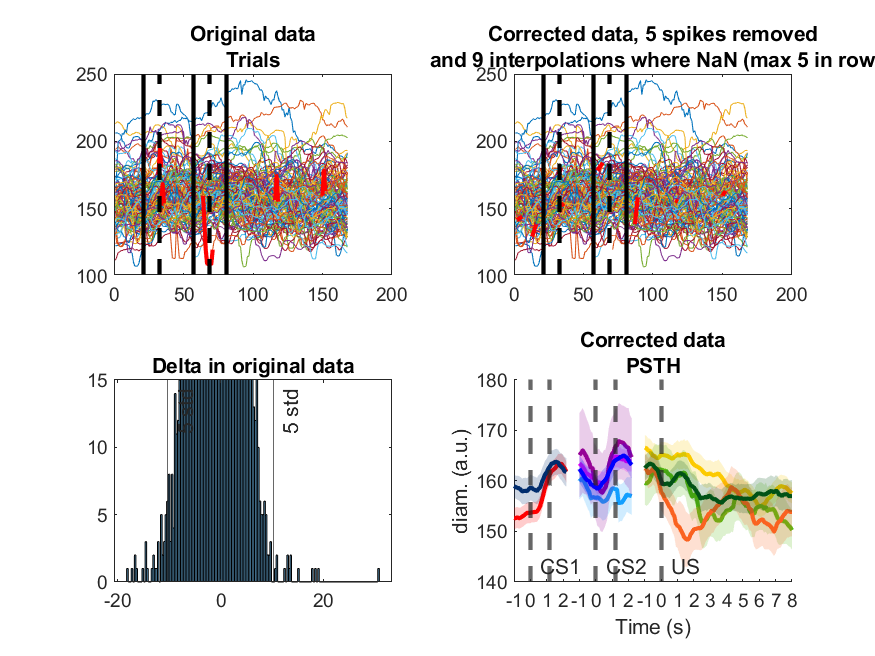 Original data
Trials
250
200
150
100
0 50 100 150 200
Corrected data, 5 spikes removed
and 9 interpolations where NaN (max 5 in row
250
200
150
100
0 50 100 150 200
Delta in original data
15
10
5
0
-20 0 20
5 std
5 std
Corrected data
PSTH
180
170
160
150
140
diam. (a.u.)
CS1 CS2 US
-1 0 1 2 -1 0 1 2 -1 0 1 2 3 4 5 6 7 8
Time (s)